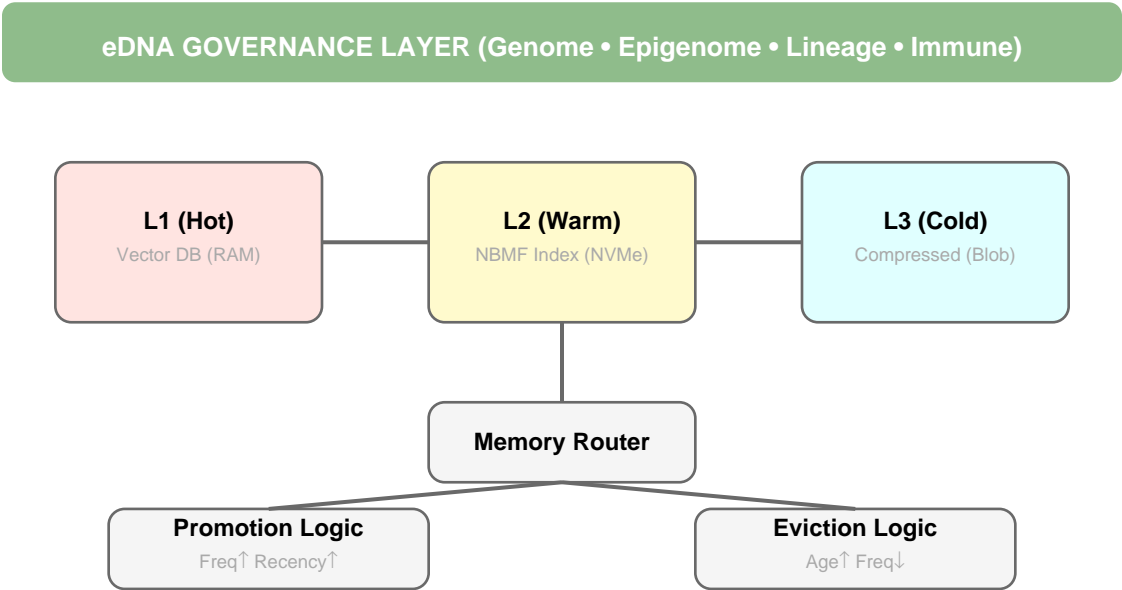 eDNA GOVERNANCE LAYER (Genome • Epigenome • Lineage • Immune)
L1 (Hot)
Vector DB (RAM)
L2 (Warm)
NBMF Index (NVMe)
L3 (Cold)
Compressed (Blob)
Memory Router
Promotion Logic
Freq↑ Recency↑
Eviction Logic
Age↑ Freq↓